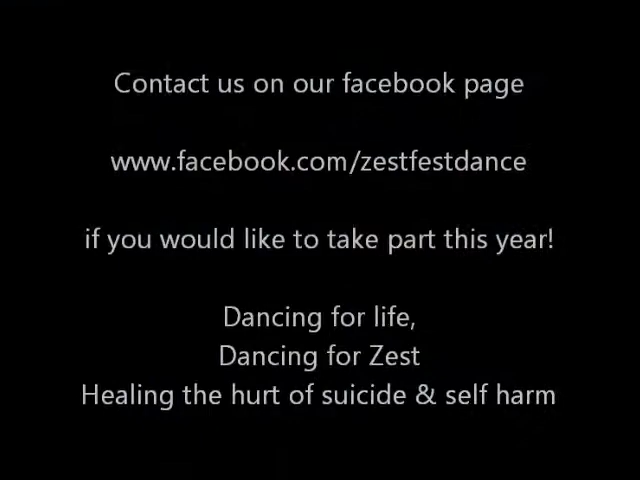 Contact us on our facebook page
www.facebook.com/zestfestdance
if you would like to take part this year!
Dancing for life,
Dancing for Zest
Healing the hurt of suicide & self harm